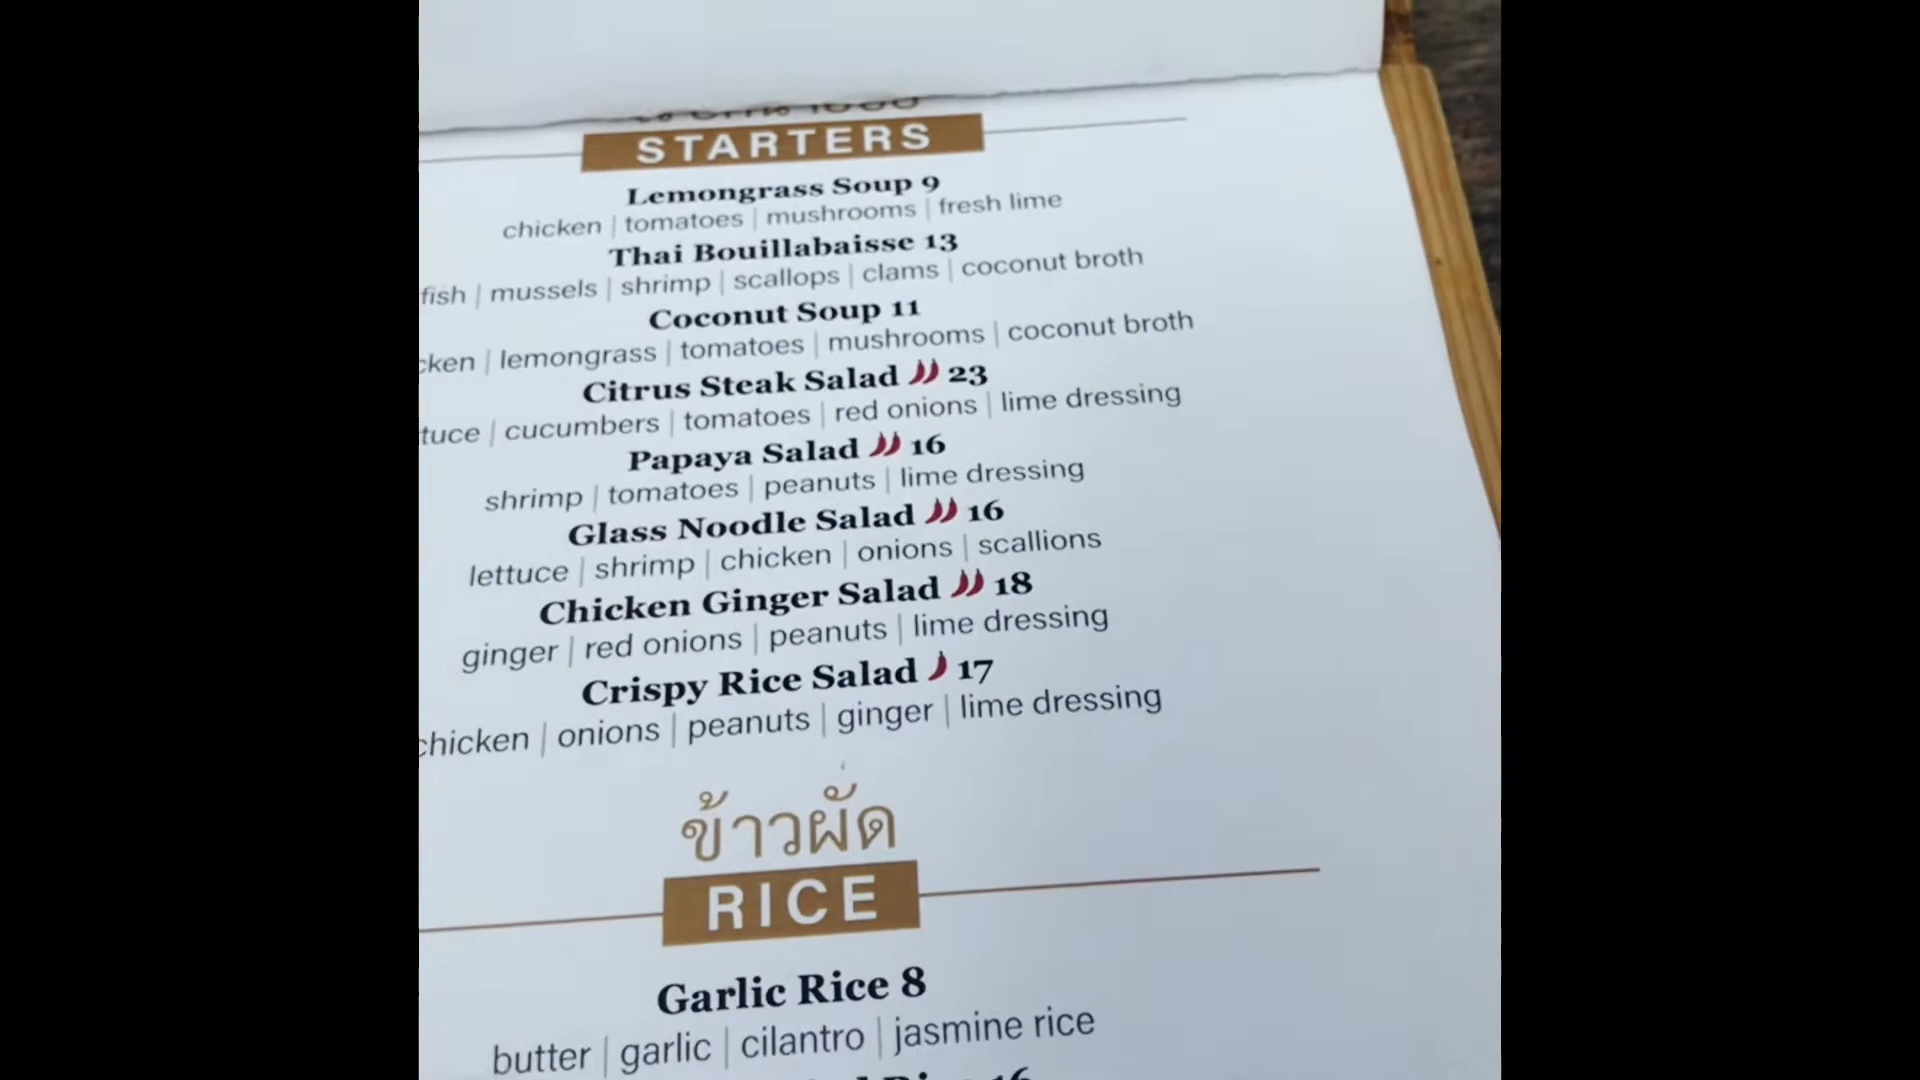 STARTERS
Lemongrass Soup 9
chicken | tomatoes | mushrooms | fresh lime
Thai Bouillabaisse 13
fish | mussels | shrimp | scallops | clams | coconut broth
Coconut Soup 11
| lemongrass | tomatoes | mushrooms | coconut broth
Citrus Steak Salad 23
| cucumbers | tomatoes | red onions | lime dressing
Papaya Salad 16
shrimp | tomatoes | peanuts | lime dressing
Glass Noodle Salad 16
lettuce | shrimp | chicken | onions | scallions
Chicken Ginger Salad 18
ginger | red onions | peanuts | lime dressing
Crispy Rice Salad 17
chicken | onions | peanuts | ginger | lime dressing
ข้าวผัด
RICE
Garlic Rice 8
butter | garlic | cilantro | jasmine rice
Rice 16